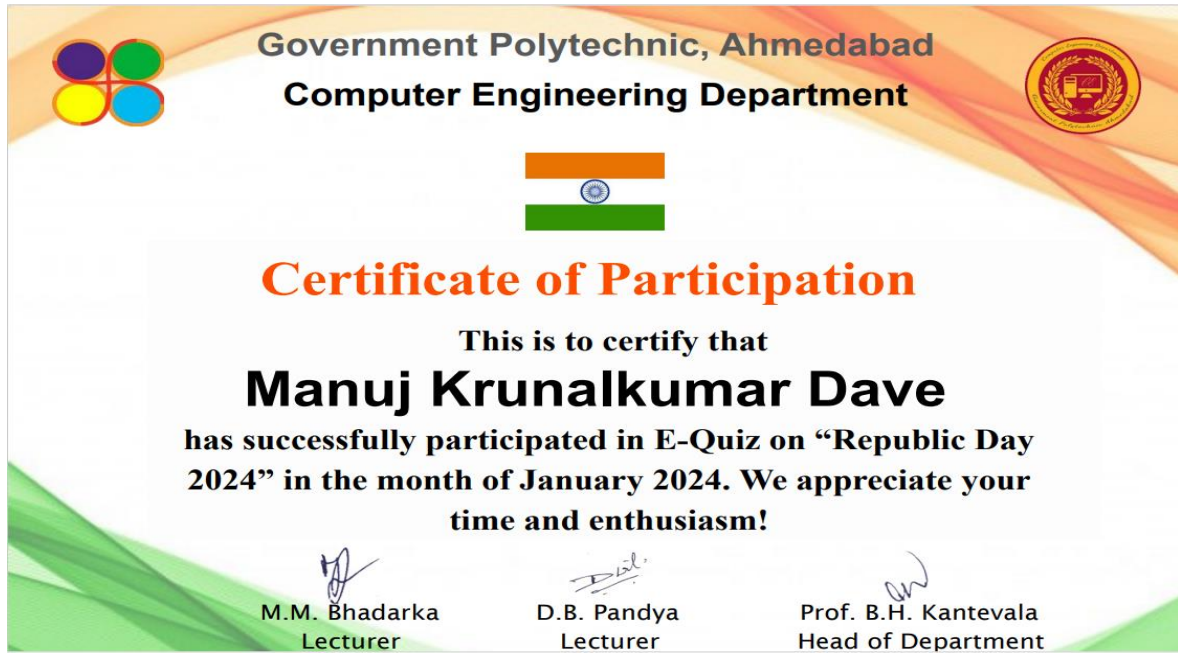 Government Polytechnic, Ahmedabad
Computer Engineering Department
Certificate of Participation
This is to certify that
Manuj Krunalkumar Dave
has successfully participated in E-Quiz on “Republic Day
2024” in the month of January 2024. We appreciate your
time and enthusiasm!
M.M. Bhadarka
Lecturer
D.B. Pandya
Lecturer
Prof. B.H. Kantevala
Head of Department